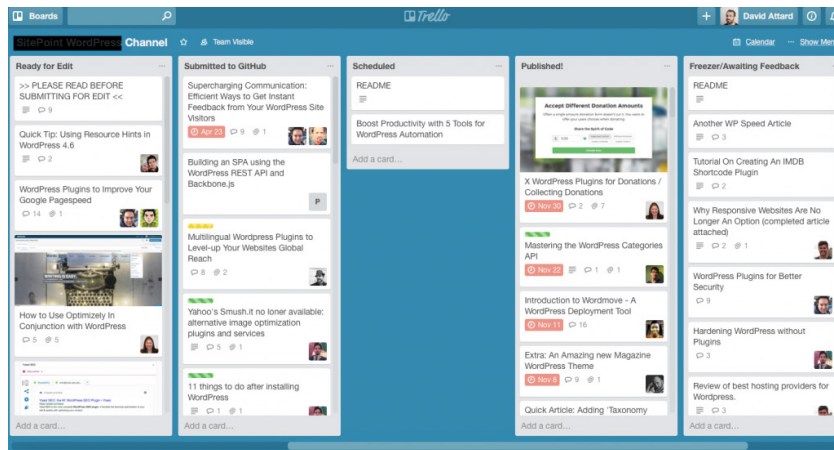 Boards
Trello
David Attard
SitePoint WordPress Channel
Team Visible
Calendar
Show Men
Ready for Edit
>> PLEASE READ BEFORE
SUBMITTING FOR EDIT <<
9
Quick Tip: Using Resource Hints in
WordPress 4.6
2
WordPress Plugins to Improve Your
Google Pagespeed
14 1
How to Use Optimizely In
Conjunction with WordPress
5 5
Add a card...
Submitted to GitHub
Supercharging Communication:
Efficient Ways to Get Instant
Feedback from Your WordPress Site
Visitors
Apr 23 9 1
Building an SPA using the
WordPress REST API and
Backbone.js
P
Multilingual Wordpress Plugins to
Level-up Your Websites Global
Reach
8 2
Yahoo's Smush.it no loner available:
alternative image optimization
plugins and services
5 1
11 things to do after installing
WordPress
1 1
Add a card...
Scheduled
README
Boost Productivity with 5 Tools for
WordPress Automation
Add a card...
Published!
Accept Different Donation Amounts
X WordPress Plugins for Donations /
Collecting Donations
Nov 30 2 7
Mastering the WordPress Categories
API
Nov 22 1 1
Introduction to Wordmove - A
WordPress Deployment Tool
Nov 11 16
Extra: An Amazing new Magazine
WordPress Theme
Nov 8 9 1
Quick Article: Adding 'Taxonomy
Add a card...
Freezer/Awaiting Feedback
README
Another WP Speed Article
3
Tutorial On Creating An IMDB
Shortcode Plugin
2
Why Responsive Websites Are No
Longer An Option (completed article
attached)
2 1
WordPress Plugins for Better
Security
9
Hardening WordPress without
Plugins
3
Review of best hosting providers for
Wordpress.
3
Add a card...